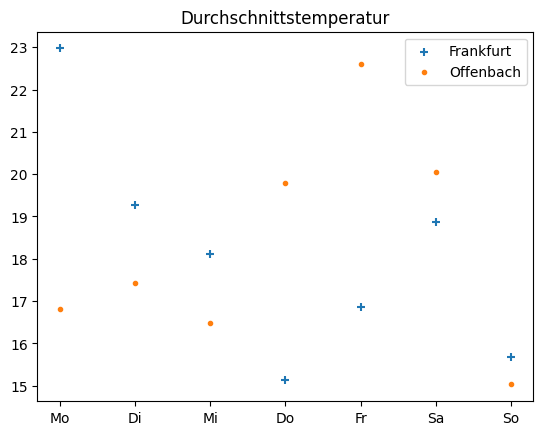 Durchschnittstemperatur
Frankfurt
Offenbach
23
22
21
20
19
18
17
16
15
Mo Di Mi Do Fr Sa So